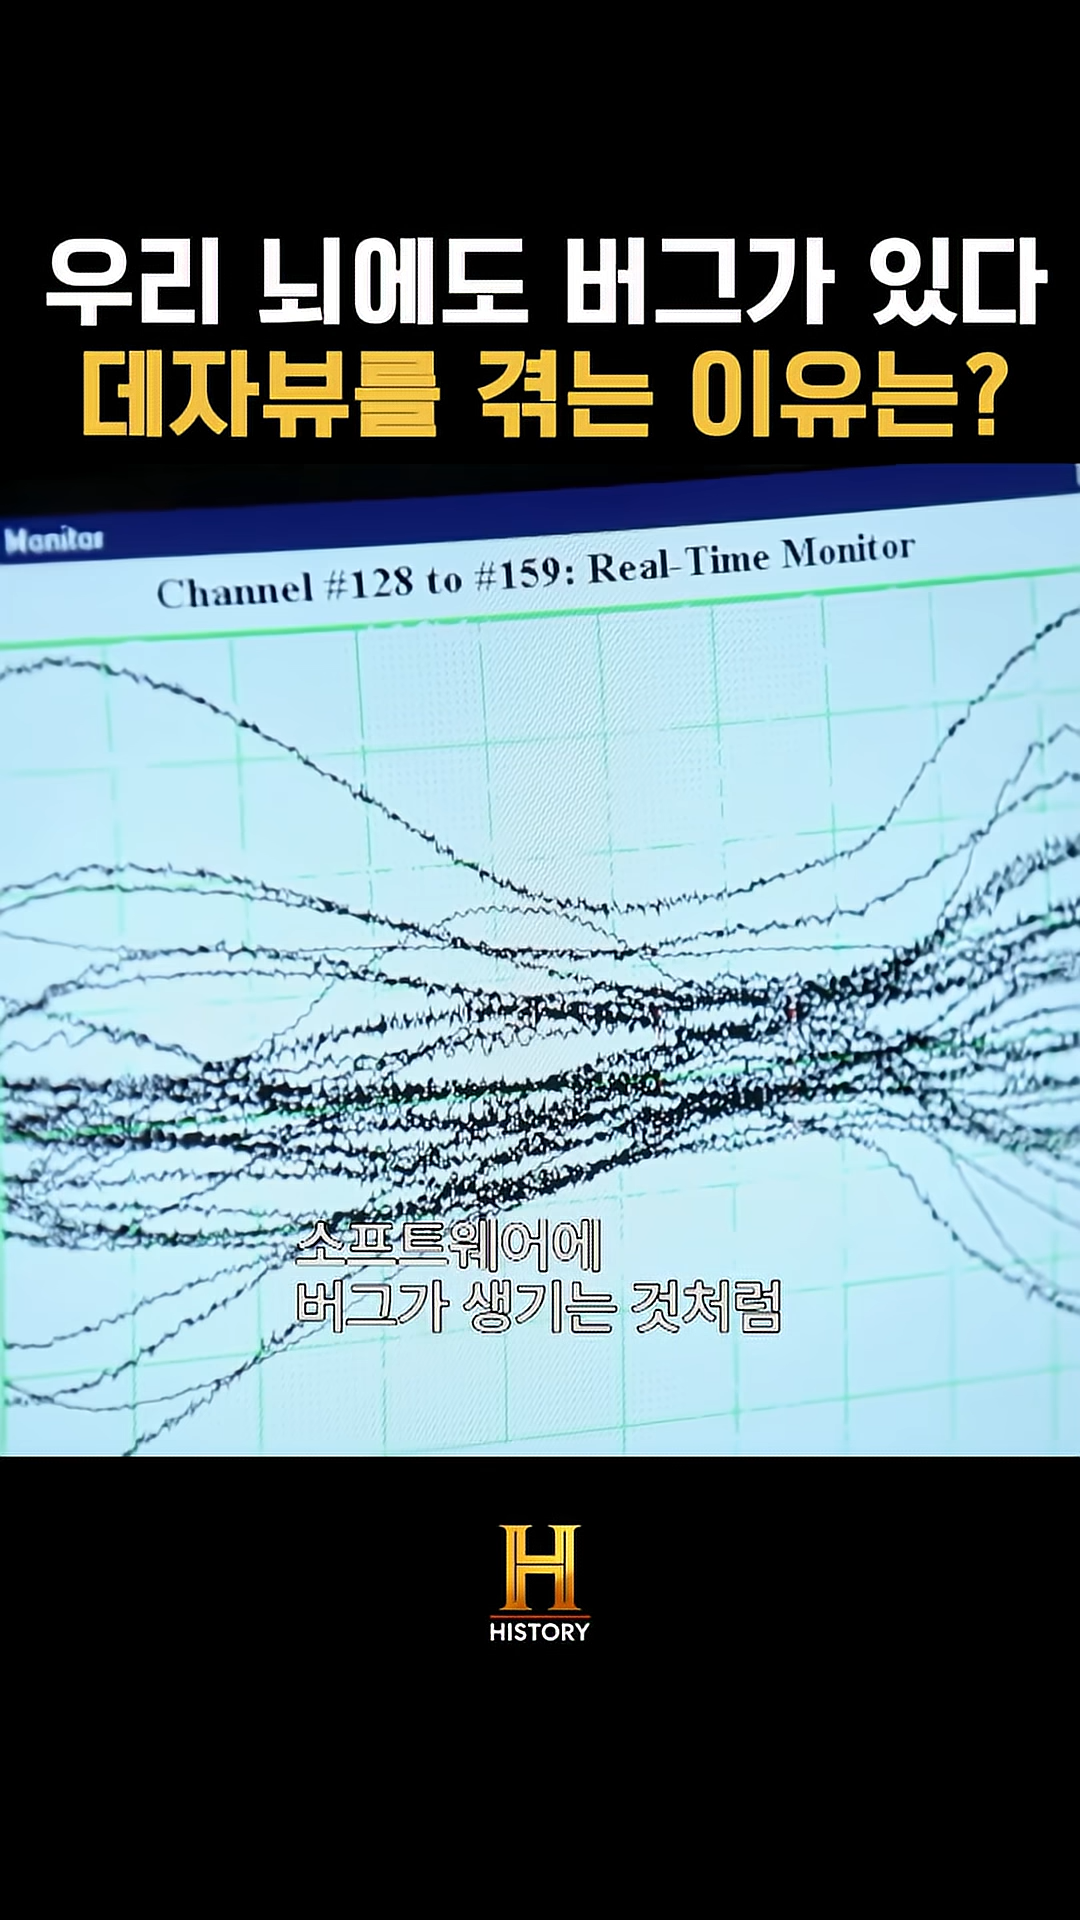 우리 뇌에도 버그가 있다
데자뷰를 겪는 이유는?
Monitor
Channel #128 to #159: Real-Time Monitor
소프트웨어에
버그가 생기는 것처럼
H
HISTORY